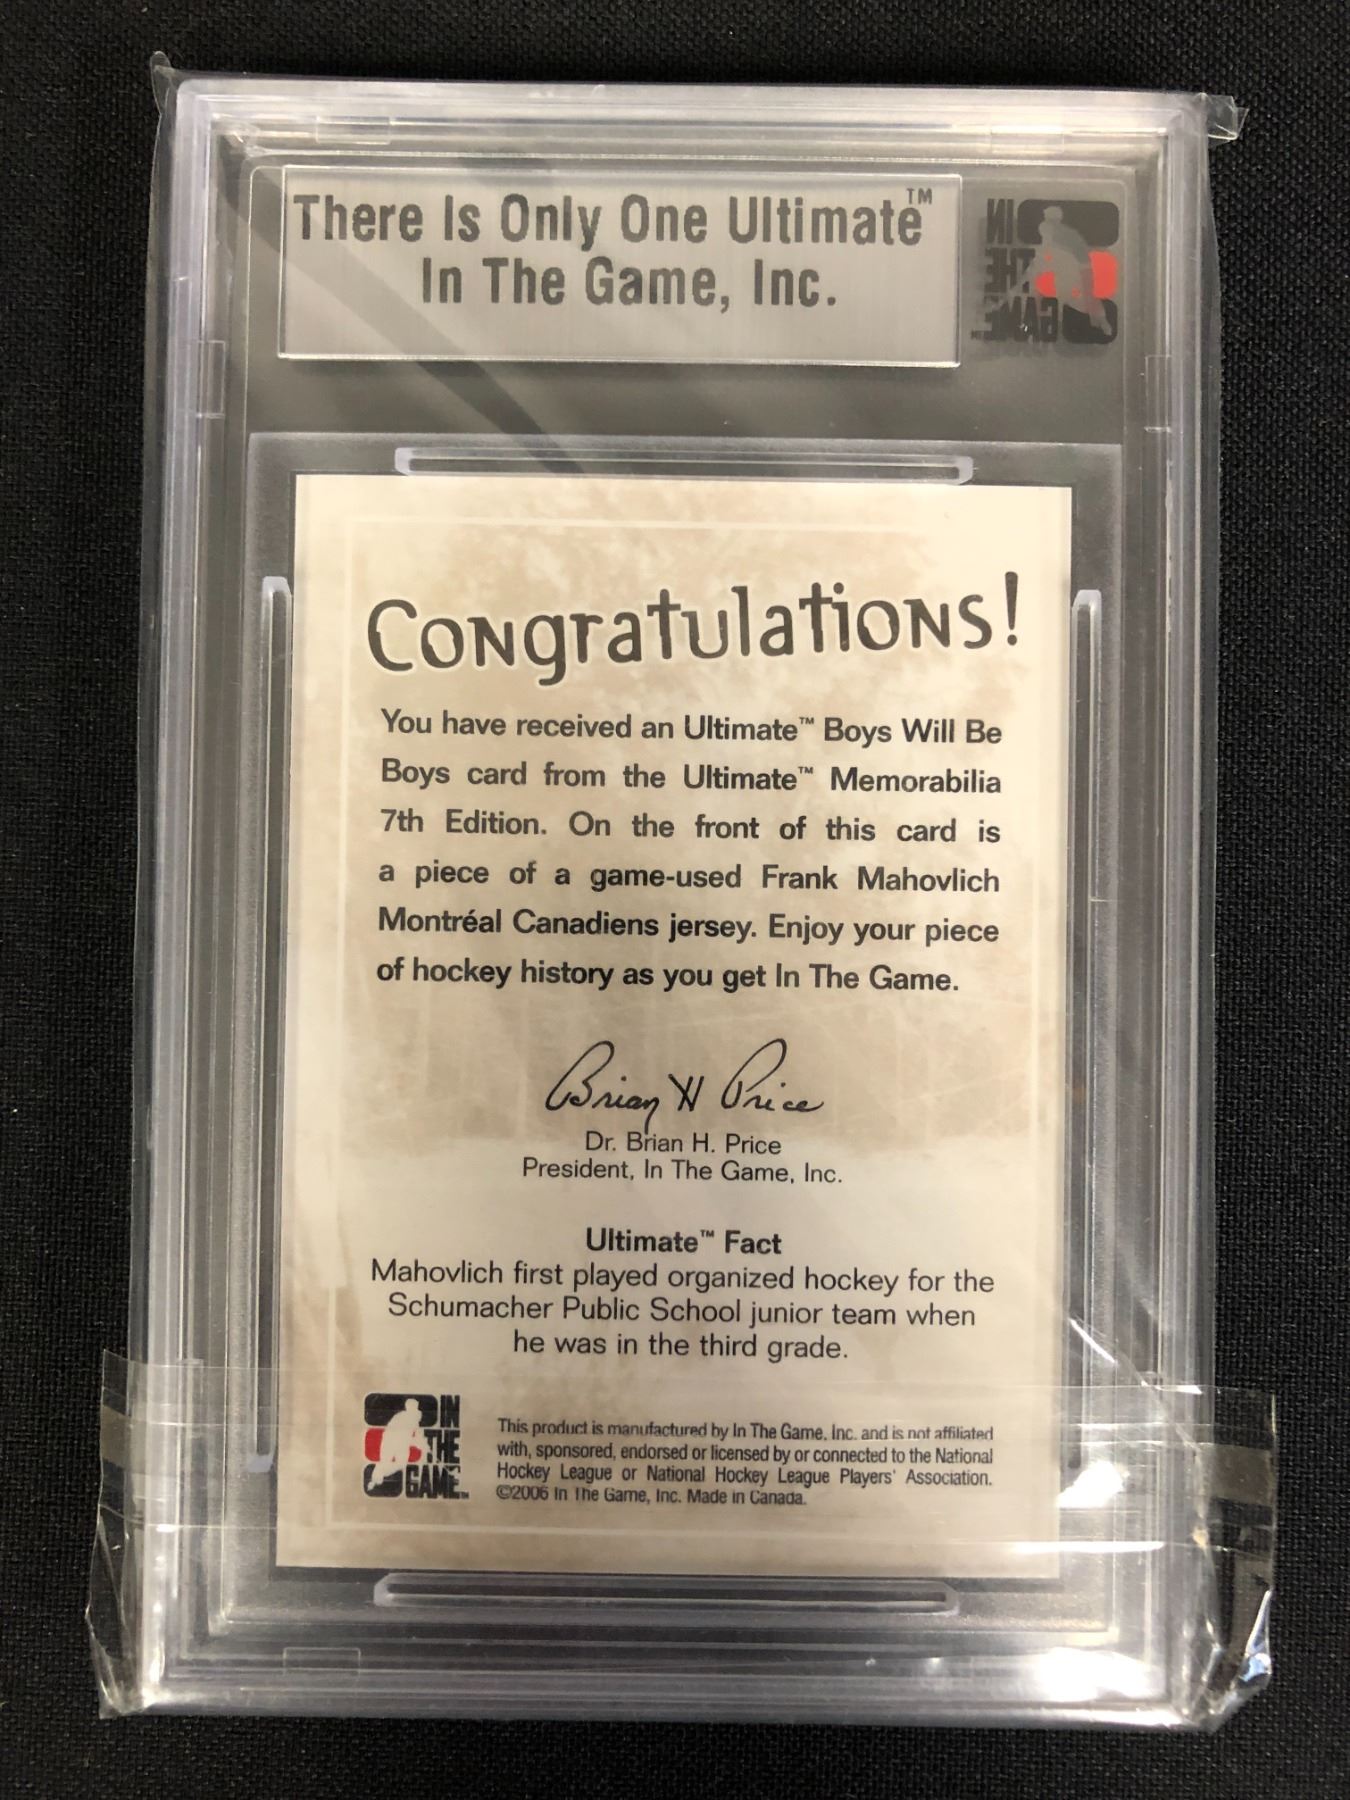 There Is Only One Ultimate™
In The Game, Inc.
IN
THE
GAME™
Congratulations!
You have received an Ultimate™ Boys Will Be
Boys card from the Ultimate™ Memorabilia
7th Edition. On the front of this card is
a piece of a game-used Frank Mahovlich
Montréal Canadiens jersey. Enjoy your piece
of hockey history as you get In The Game.
Brian H Price
Dr. Brian H. Price
President, In The Game, Inc.
Ultimate™ Fact
Mahovlich first played organized hockey for the
Schumacher Public School junior team when
he was in the third grade.
IN
THE
GAME™
This product is manufactured by In The Game, Inc. and is not affiliated
with, sponsored, endorsed or licensed by or connected to the National
Hockey League or National Hockey League Players' Association.
©2006 In The Game, Inc. Made in Canada.